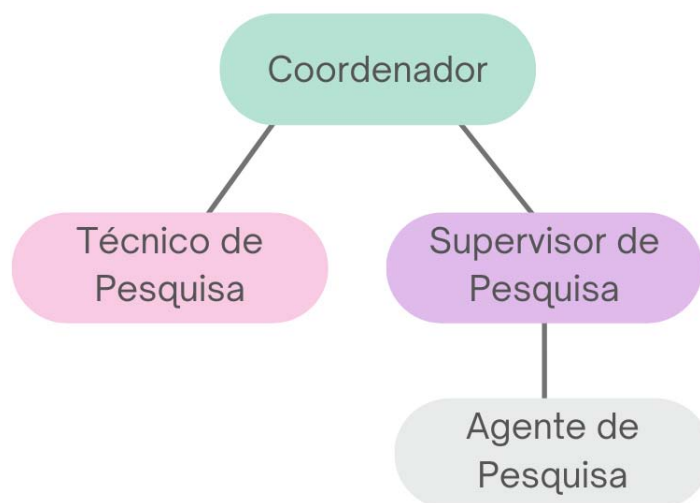 Coordenador
Técnico de
Pesquisa
Supervisor de
Pesquisa
Agente de
Pesquisa